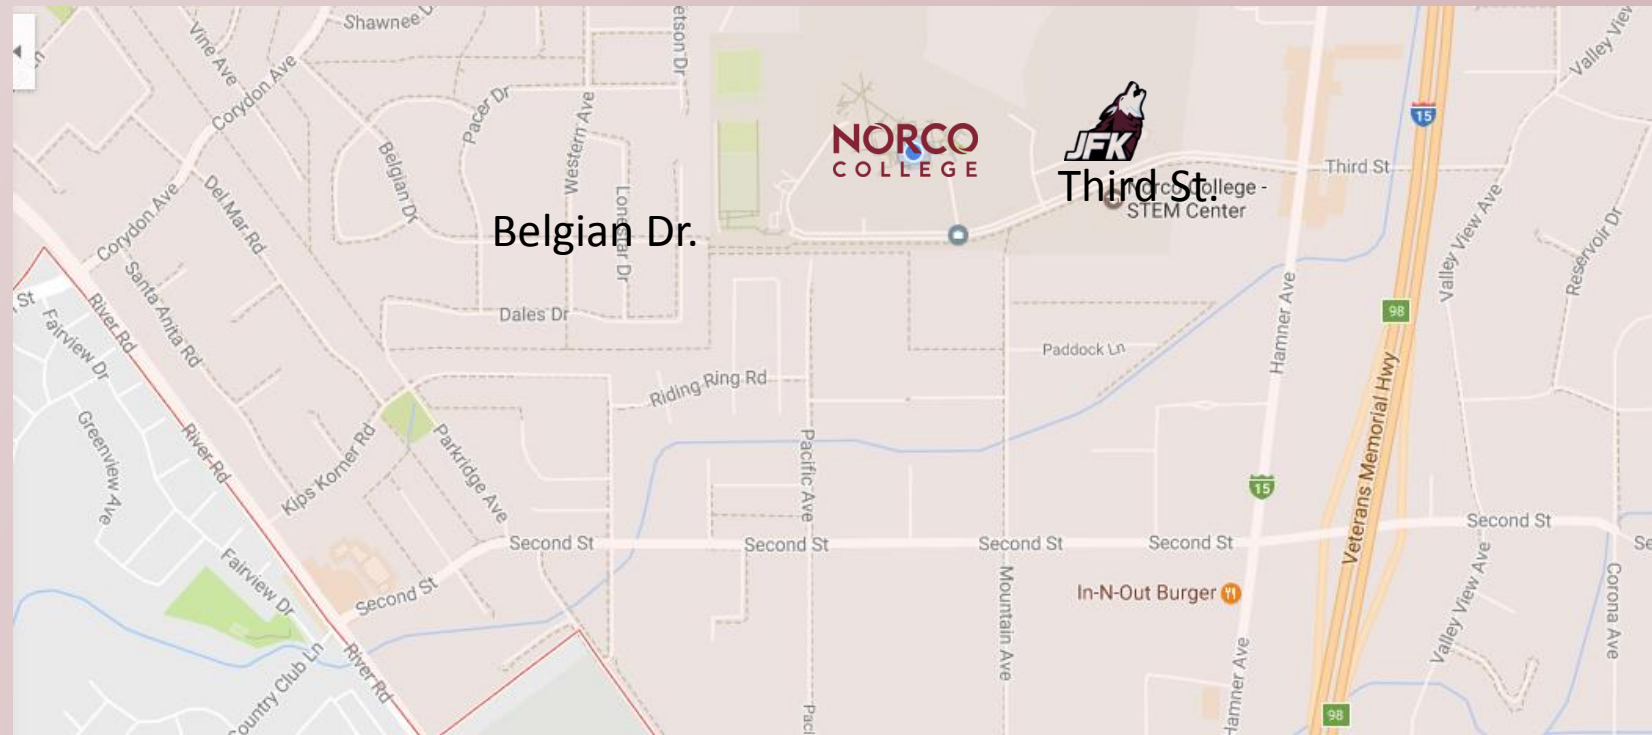 Shawnee
Vine Ave
etson Dr
Valley View
Corydon Ave
Pacer Dr
Western Ave
Belgian Dr
NORCO
COLLEGE
JFK
15
Third St
Third St.
Norco College -
STEM Center
Corydon Ave
Del Mar Rd
Lonestar Dr
Belgian Dr.
Valley View Ave
Reservoir Dr
St
River Rd
Santa Anita Rd
Fairview Dr
Dales Dr
Hamner Ave
98
Paddock Ln
Riding Ring Rd
Greenview Ave
River Rd
Kips Korner Rd
Parkridge Ave
Pacific Ave
15
Veterans Memorial Hwy
Second St
Second St
Second St
Second St
Second St
Se
Fairview Dr
Second St
Mountain Ave
In-N-Out Burger
Valley View Ave
Corona Ave
Country Club Ln
River Rd
Hamner Ave
Paci
98